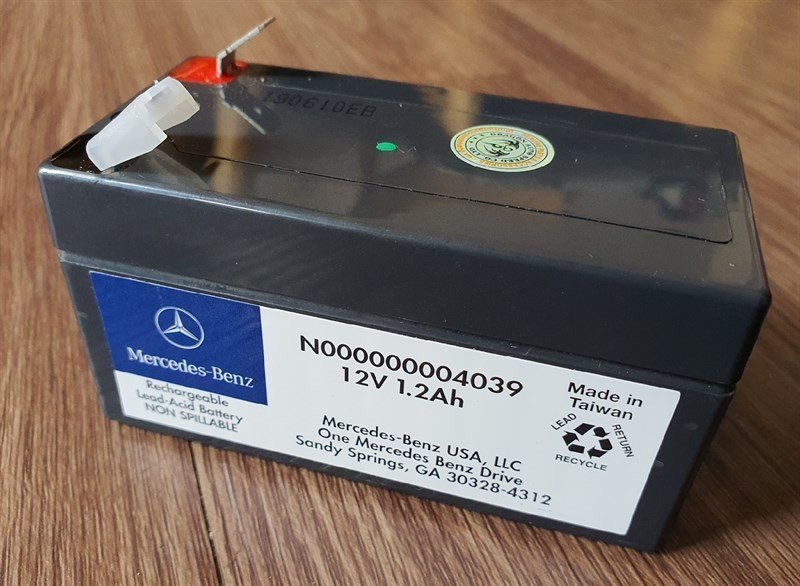 190610EB
Mercedes-Benz
Rechargeable
Lead-Acid Battery
NON SPILLABLE
N000000004039
12V 1.2Ah
Mercedes-Benz USA, LLC
One Mercedes Benz Drive
Sandy Springs, GA 30328-4312
Made in
Taiwan
LEAD
RETURN
RECYCLE